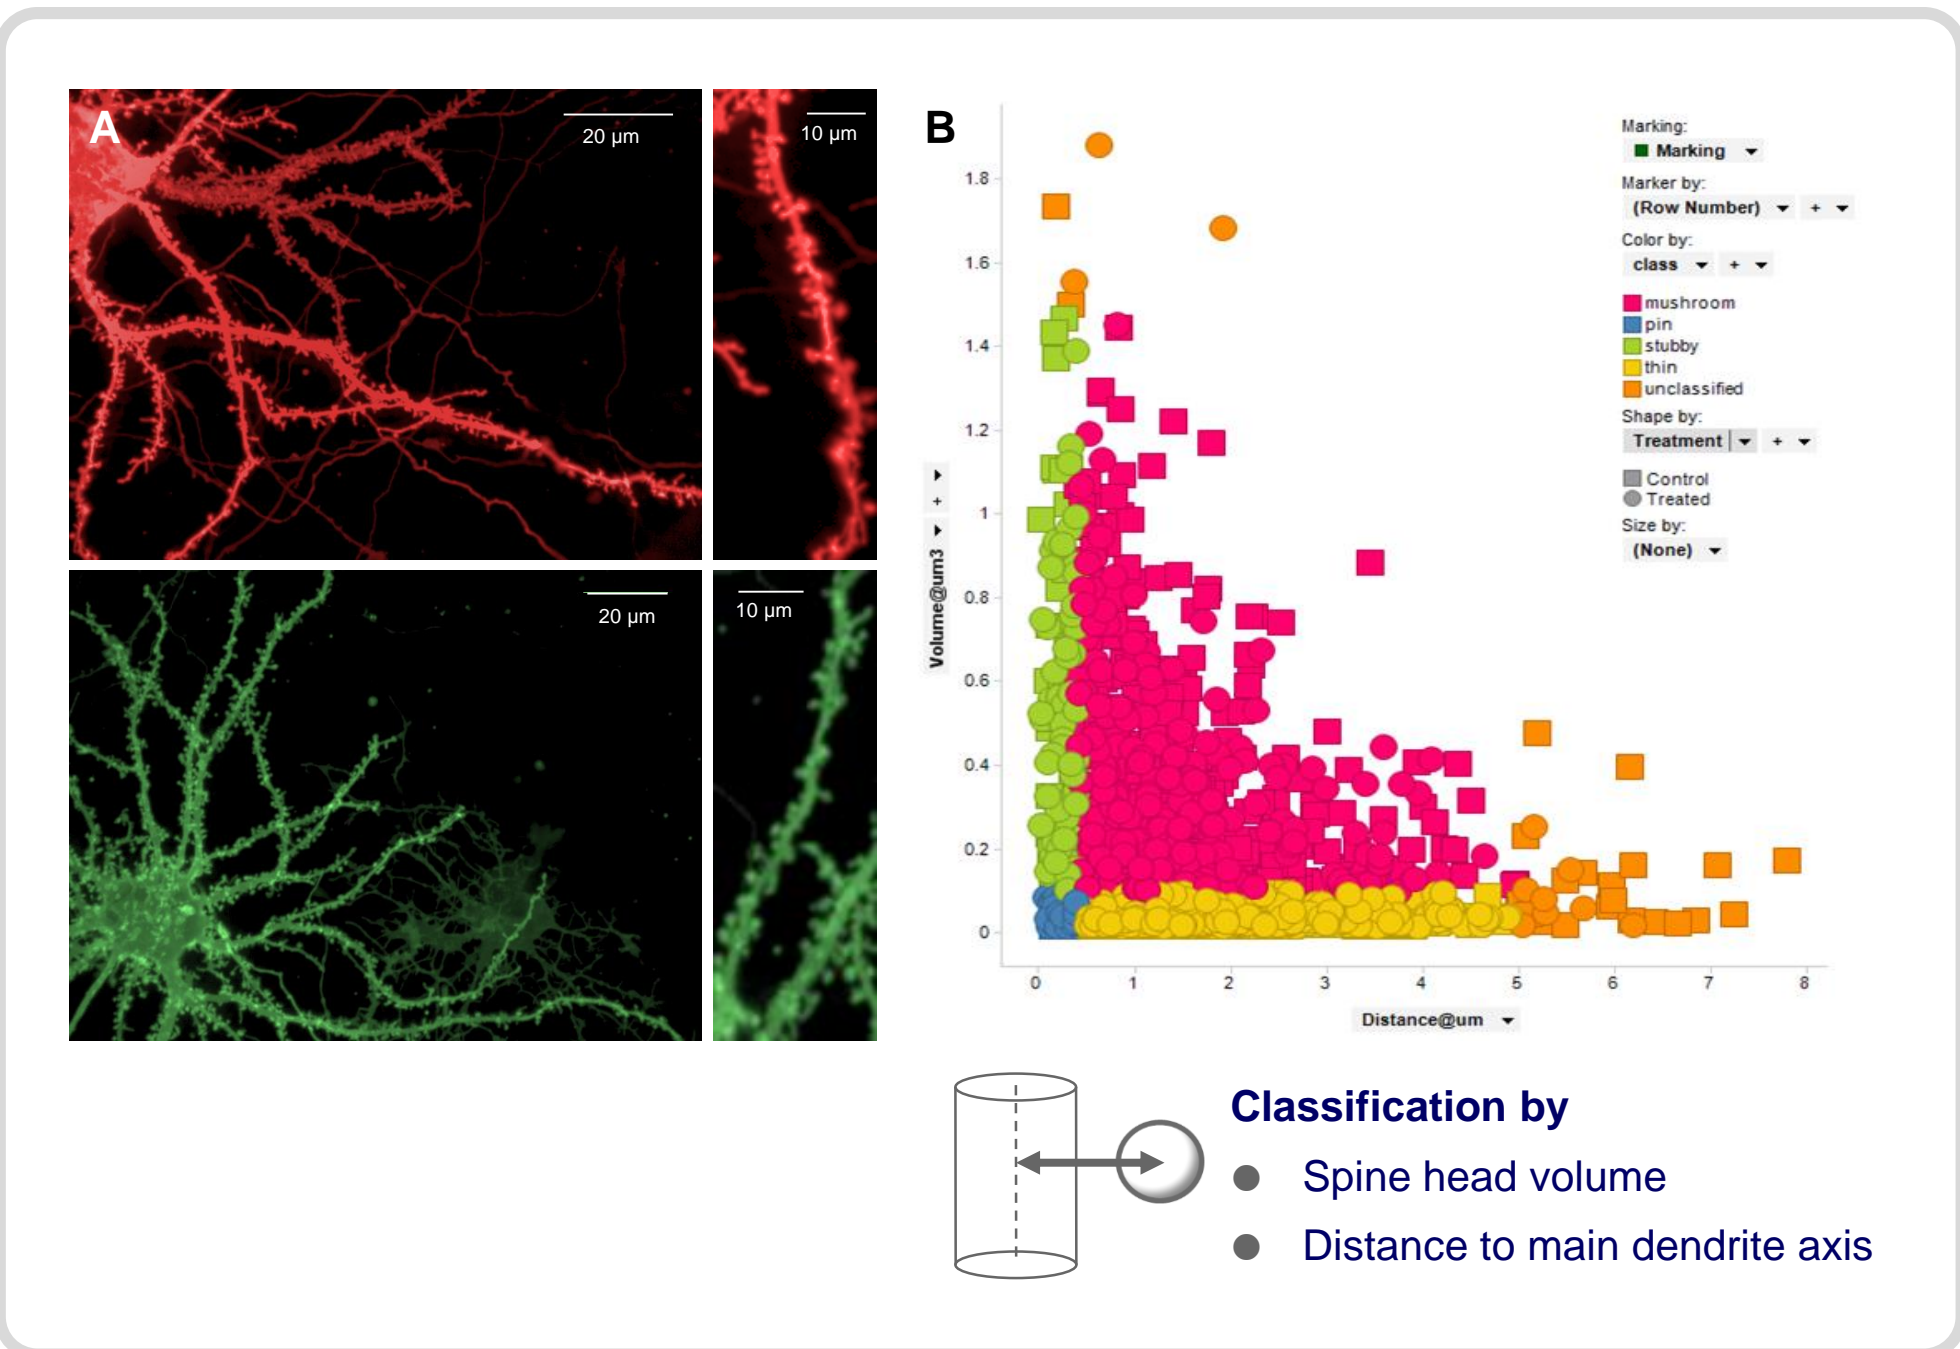 A
20 µm
10 µm
20 µm
10 µm
B
Marking:
Marking
Marker by:
(Row Number) +
Color by:
class +
mushroom
pin
stubby
thin
unclassified
Shape by:
Treatment +
Control
Treated
Size by:
(None)
1.8
1.6
1.4
1.2
1
0.8
0.6
0.4
0.2
0
Volume@um3 +
0 1 2 3 4 5 6 7 8
Distance@um
Classification by
● Spine head volume
● Distance to main dendrite axis